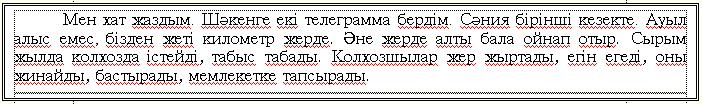 Мен хат жаздым. Шәкенге екі телеграмма бердім. Сәния бірінші кезекте. Ауыл
алыс емес, бізден жеті километр жерде. Әне жерде алты бала ойнап отыр. Сырым
жылда колхозда істейді, табыс табады. Колхозшылар жер жыртады, егін егеді, оны
жинайды, бастырады, мемлекетке тапсырады.